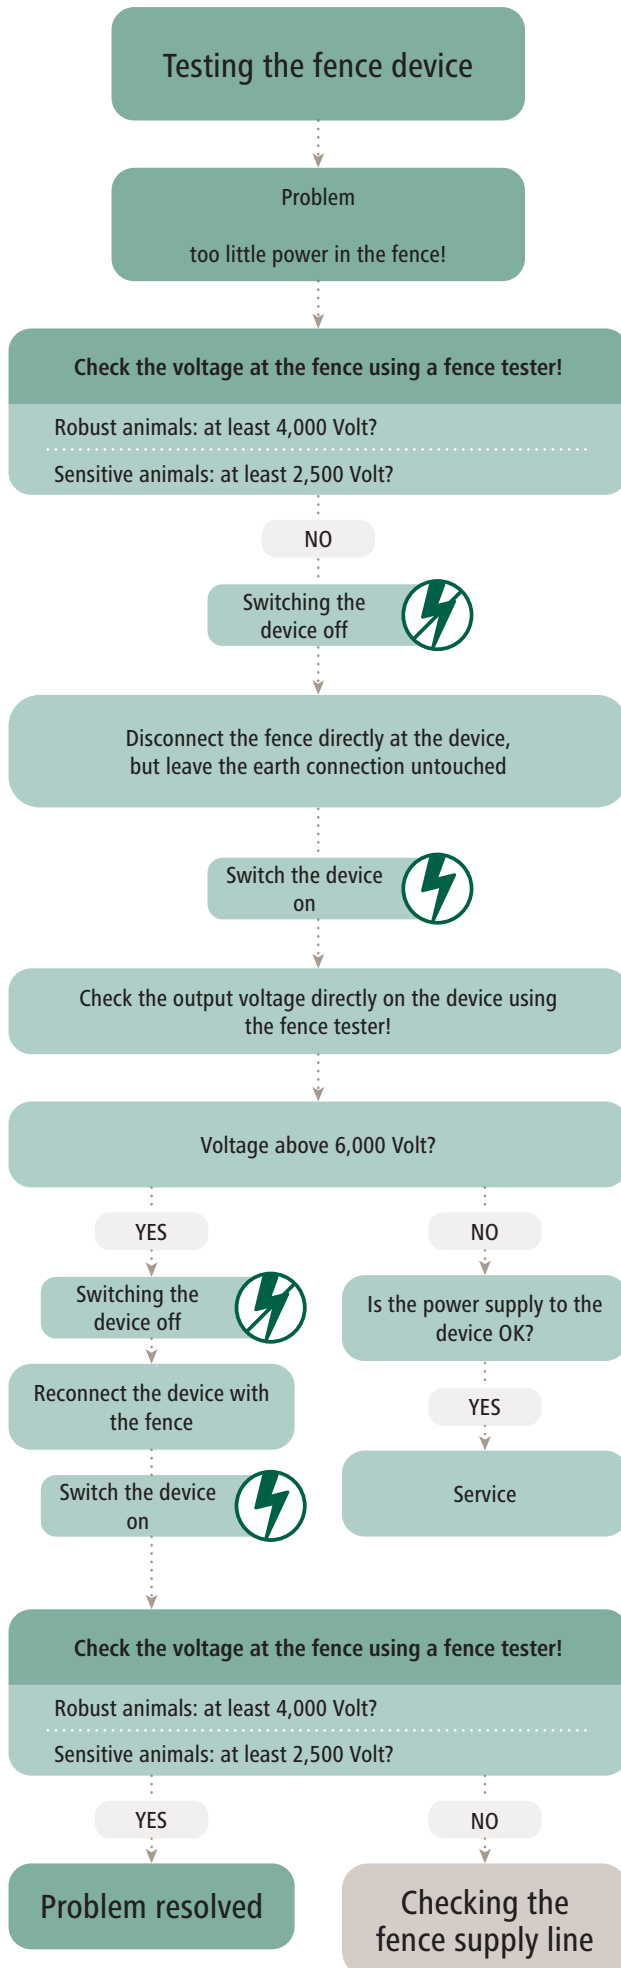 Testing the fence device
Problem
too little power in the fence!
Check the voltage at the fence using a fence tester!
Robust animals: at least 4,000 Volt?
Sensitive animals: at least 2,500 Volt?
NO
Switching the
device off
Disconnect the fence directly at the device,
but leave the earth connection untouched
Switch the device
on
Check the output voltage directly on the device using
the fence tester!
Voltage above 6,000 Volt?
YES
Switching the
device off
Reconnect the device with
the fence
Switch the device
on
NO
Is the power supply to the
device OK?
YES
Service
Check the voltage at the fence using a fence tester!
Robust animals: at least 4,000 Volt?
Sensitive animals: at least 2,500 Volt?
YES
Problem resolved
NO
Checking the
fence supply line